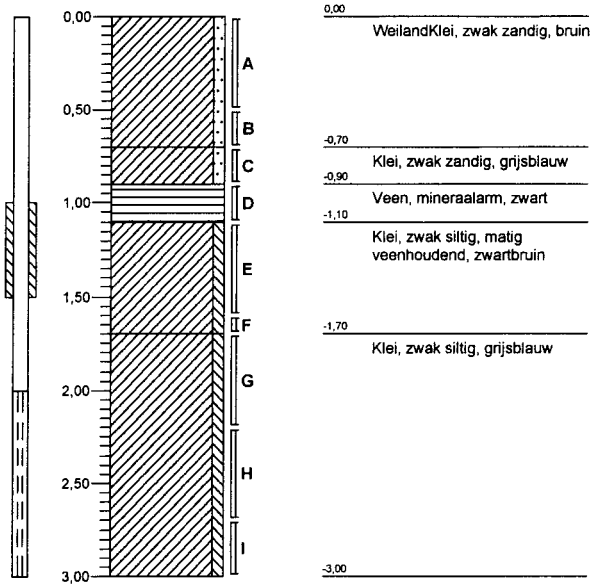 0,00
0,50
1,00
1,50
2,00
2,50
3,00
A
B
C
D
E
F
G
H
I
0,00
WeilandKlei, zwak zandig, bruin
-0,70
Klei, zwak zandig, grijsblauw
-0,90
Veen, mineraalarm, zwart
-1,10
Klei, zwak siltig, matig
veenhoudend, zwartbruin
-1,70
Klei, zwak siltig, grijsblauw
-3,00